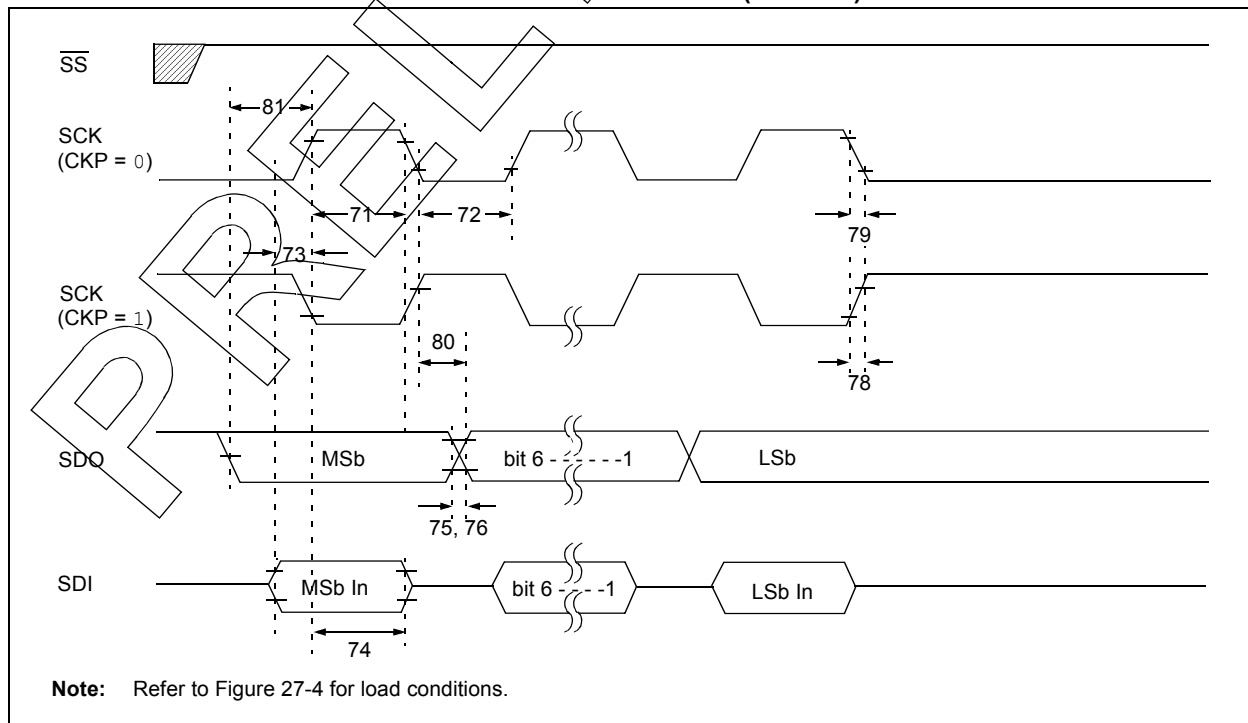 SS
81
SCK
(CKP = 0)
71
72
79
73
SCK
(CKP = 1)
80
78
SDO
MSb
bit 6 - - - - - - -1
LSb
75, 76
SDI
MSb In
bit 6 - - - - -1
LSb In
74
Note: Refer to Figure 27-4 for load conditions.
PREL